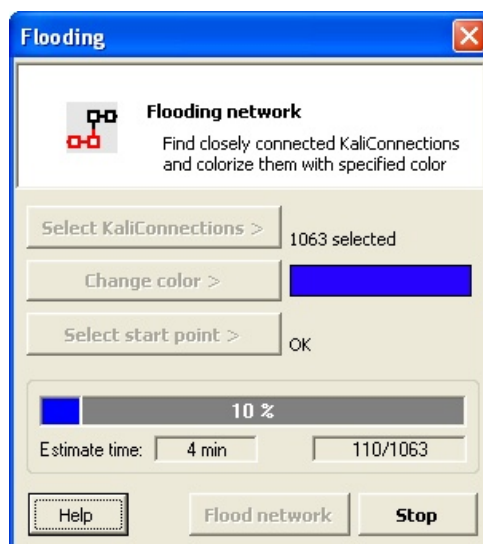 Flooding
Flooding network
Find closely connected KaliConnections
and colorize them with specified color
Select KaliConnections >
1063 selected
Change color >
Select start point >
OK
10 %
Estimate time: 4 min 110/1063
Help Flood network Stop